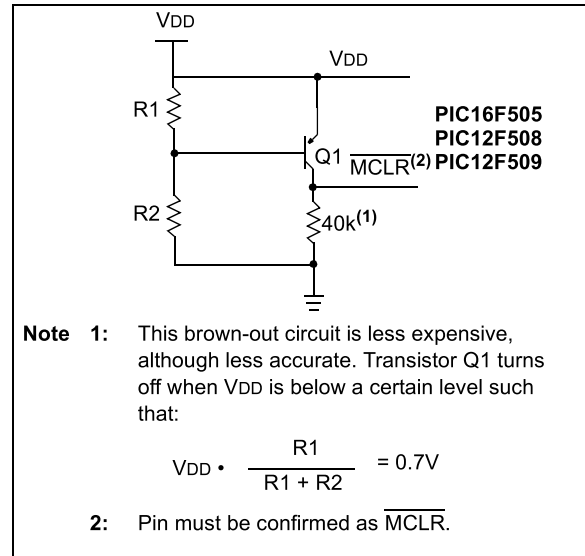 VDD
VDD
R1
PIC16F505
PIC12F508
Q1 MCLR(2) PIC12F509
R2
40k(1)
Note 1: This brown-out circuit is less expensive,
although less accurate. Transistor Q1 turns
off when VDD is below a certain level such
that:
VDD • R1 / R1 + R2 = 0.7V
2: Pin must be confirmed as MCLR.